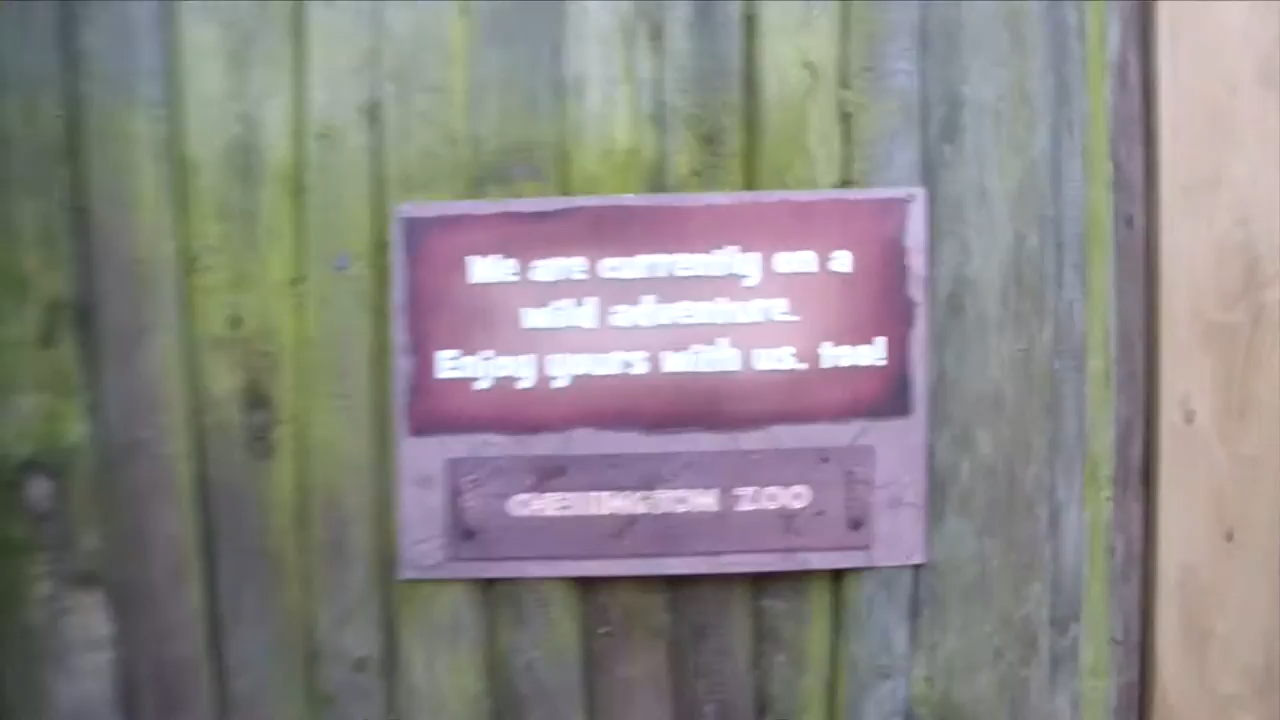 We are currently on a
wild adventure.
Enjoy yours with us, too!
ZOO